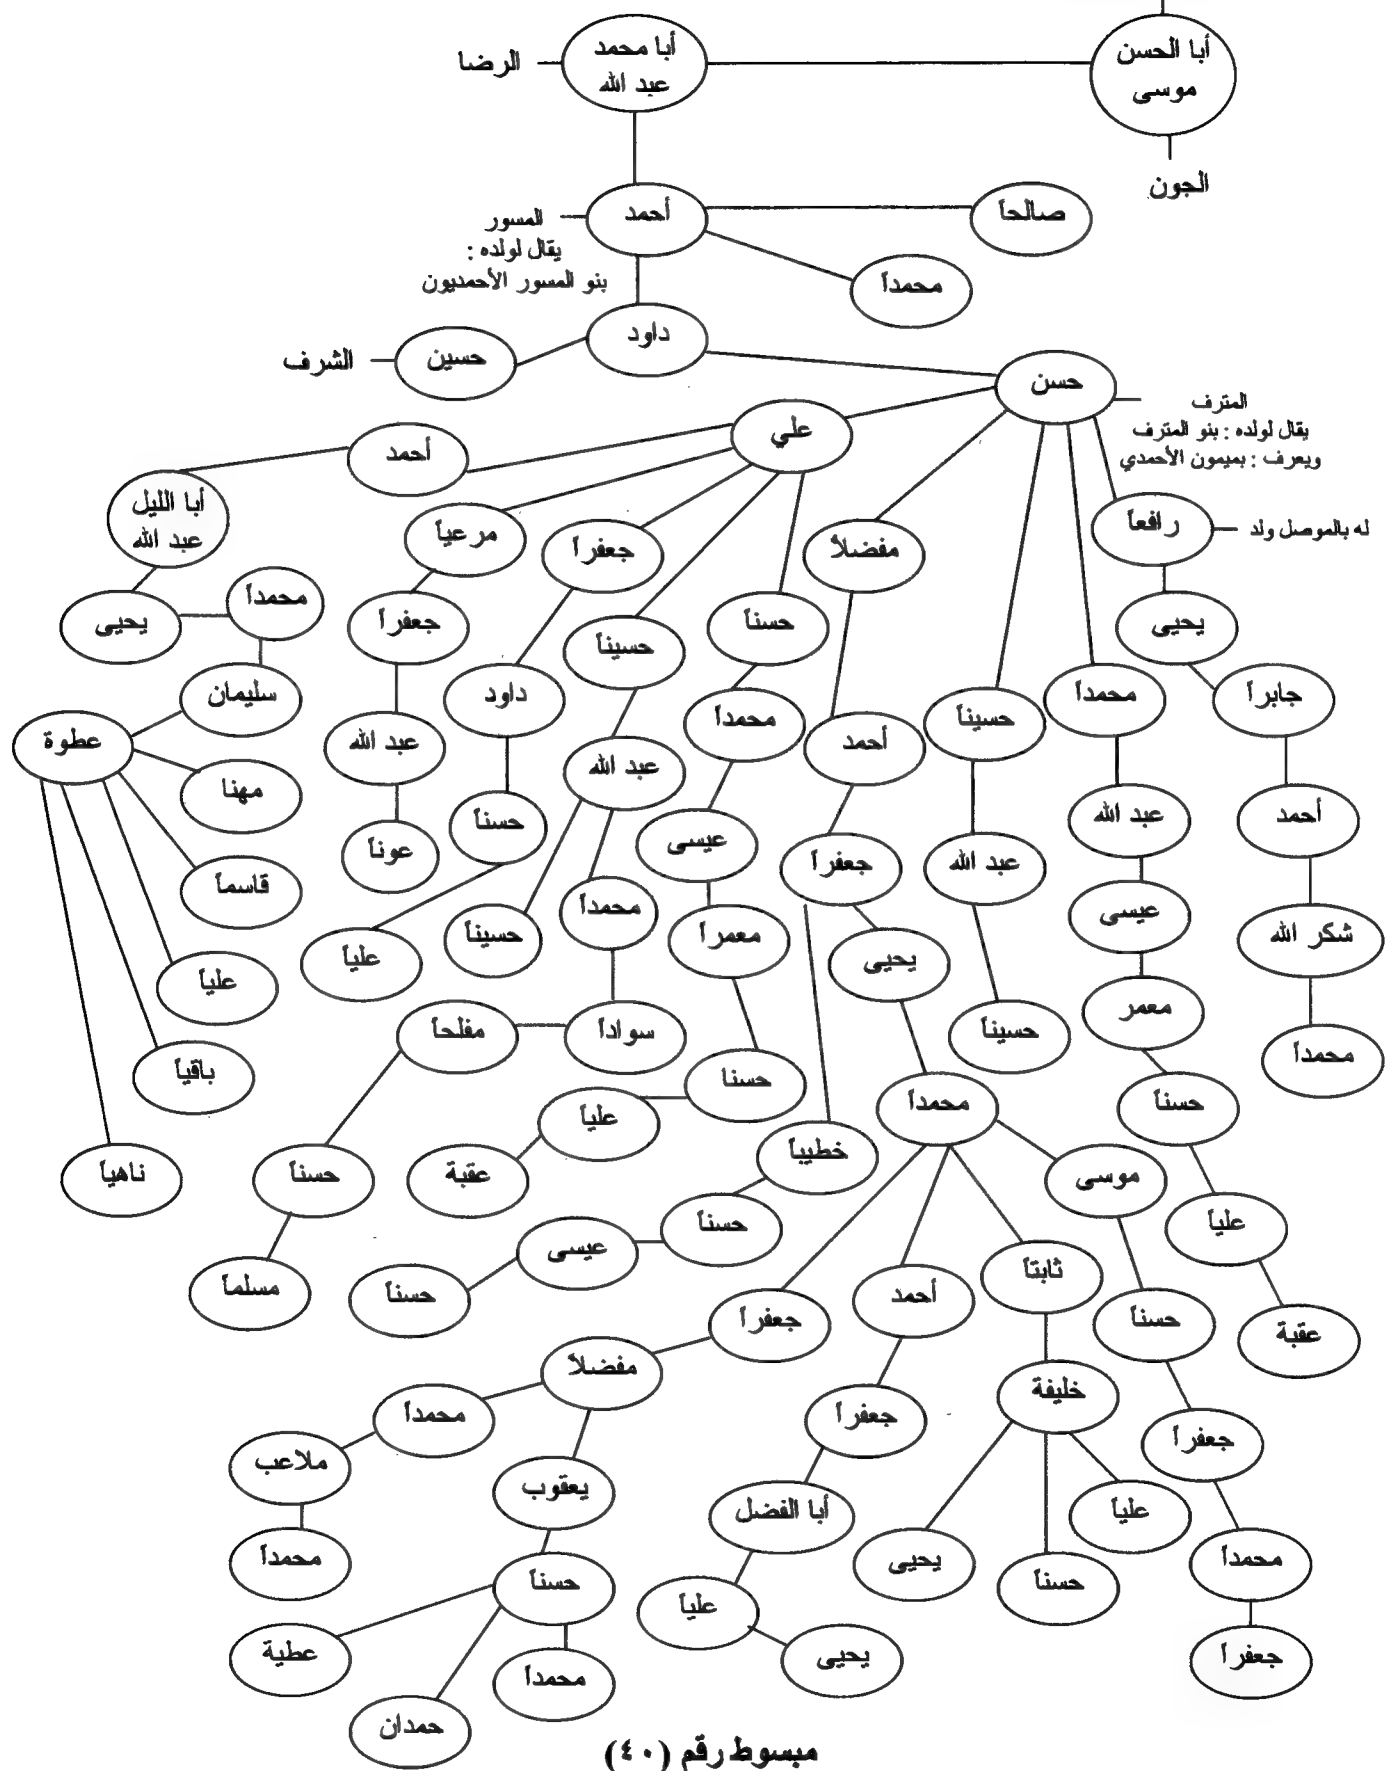 أبا الحسن
موسى
الجون
أبا محمد
عبد الله
الرضا
صالحاً
أحمد
المسور
يقال لولده :
بنو المسور الأحمديون
محمداً
داود
حسين
الشرف
حسن
المترف
يقال لولده : بنو المترف
ويعرف : بميمون الأحمدي
علي
أحمد
أبا الليل
عبد الله
رافعاً
له بالموصل ولد
مفضلاً
جعفراً
مرعياً
يحيى
محمداً
يحيى
حسناً
جعفراً
حسيناً
جابراً
محمداً
حسيناً
أحمد
محمداً
داود
سليمان
عبد الله
عطوة
عبد الله
مهنا
أحمد
عبد الله
جعفراً
عبد الله
عيسى
حسناً
عوناً
قاسماً
شكر الله
عيسى
يحيى
معمراً
محمداً
حسيناً
علياً
علياً
محمداً
معمر
حسيناً
سواداً
مفلحاً
باقياً
حسناً
محمداً
حسنا
علياً
خطيباً
عقبة
حسناً
ناهياً
موسى
علياً
حسناً
عيسى
حسناً
مسلماً
ثابتاً
أحمد
جعفراً
حسناً
عقبة
مفضلاً
محمداً
خليفة
جعفراً
جعفراً
ملاعب
يعقوب
أبا الفضل
علياً
محمداً
محمداً
يحيى
حسناً
حسناً
علياً
يحيى
جعفراً
عطية
محمداً
حمدان
مبسوط رقم (٤٠)